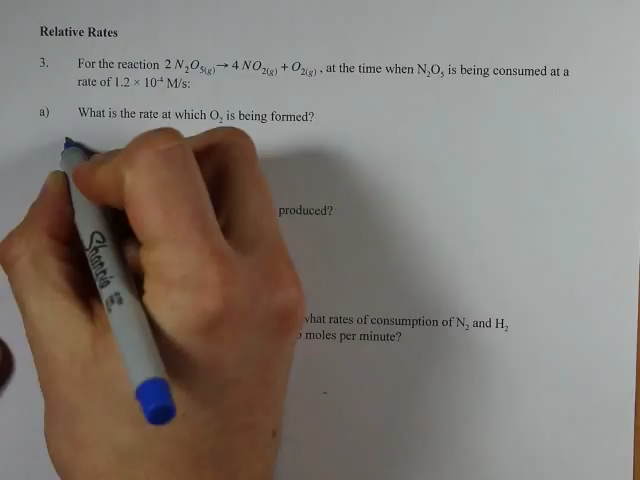 Relative Rates
3. For the reaction 2 N₂O₅(g) → 4 NO₂(g) + O₂(g) , at the time when N₂O₅ is being consumed at a
rate of 1.2 × 10⁻⁴ M/s:
a) What is the rate at which O₂ is being formed?
produced?
what rates of consumption of N₂ and H₂
moles per minute?
Sharpie